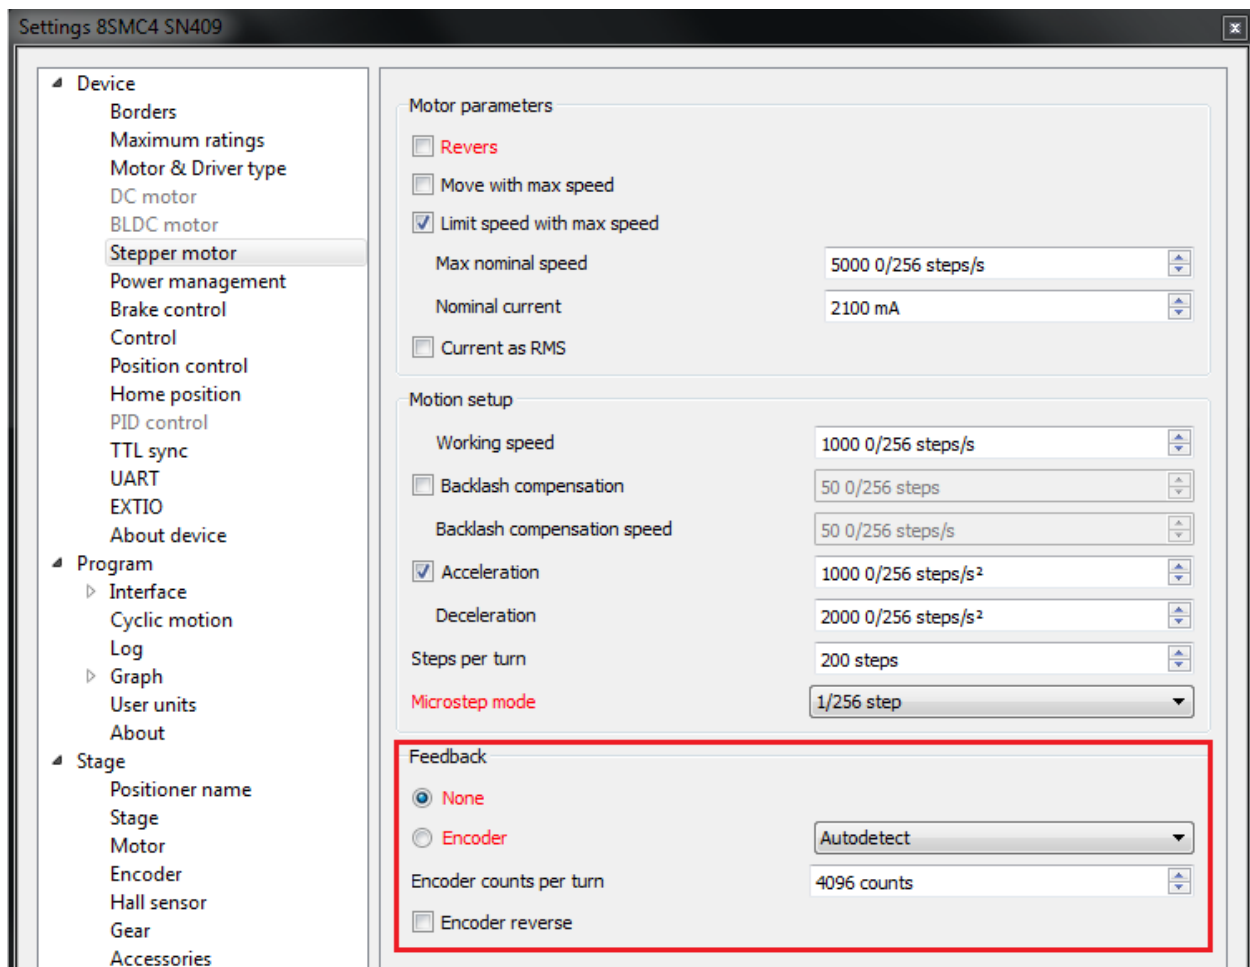 Settings 8SMC4 SN409
Device
Borders
Maximum ratings
Motor & Driver type
DC motor
BLDC motor
Stepper motor
Power management
Brake control
Control
Position control
Home position
PID control
TTL sync
UART
EXTIO
About device
Program
Interface
Cyclic motion
Log
Graph
User units
About
Stage
Positioner name
Stage
Motor
Encoder
Hall sensor
Gear
Accessories
Motor parameters
Revers
Move with max speed
Limit speed with max speed
Max nominal speed 5000 0/256 steps/s
Nominal current 2100 mA
Current as RMS
Motion setup
Working speed 1000 0/256 steps/s
Backlash compensation 50 0/256 steps
Backlash compensation speed 50 0/256 steps/s
Acceleration 1000 0/256 steps/s²
Deceleration 2000 0/256 steps/s²
Steps per turn 200 steps
Microstep mode 1/256 step
Feedback
None
Encoder Autodetect
Encoder counts per turn 4096 counts
Encoder reverse